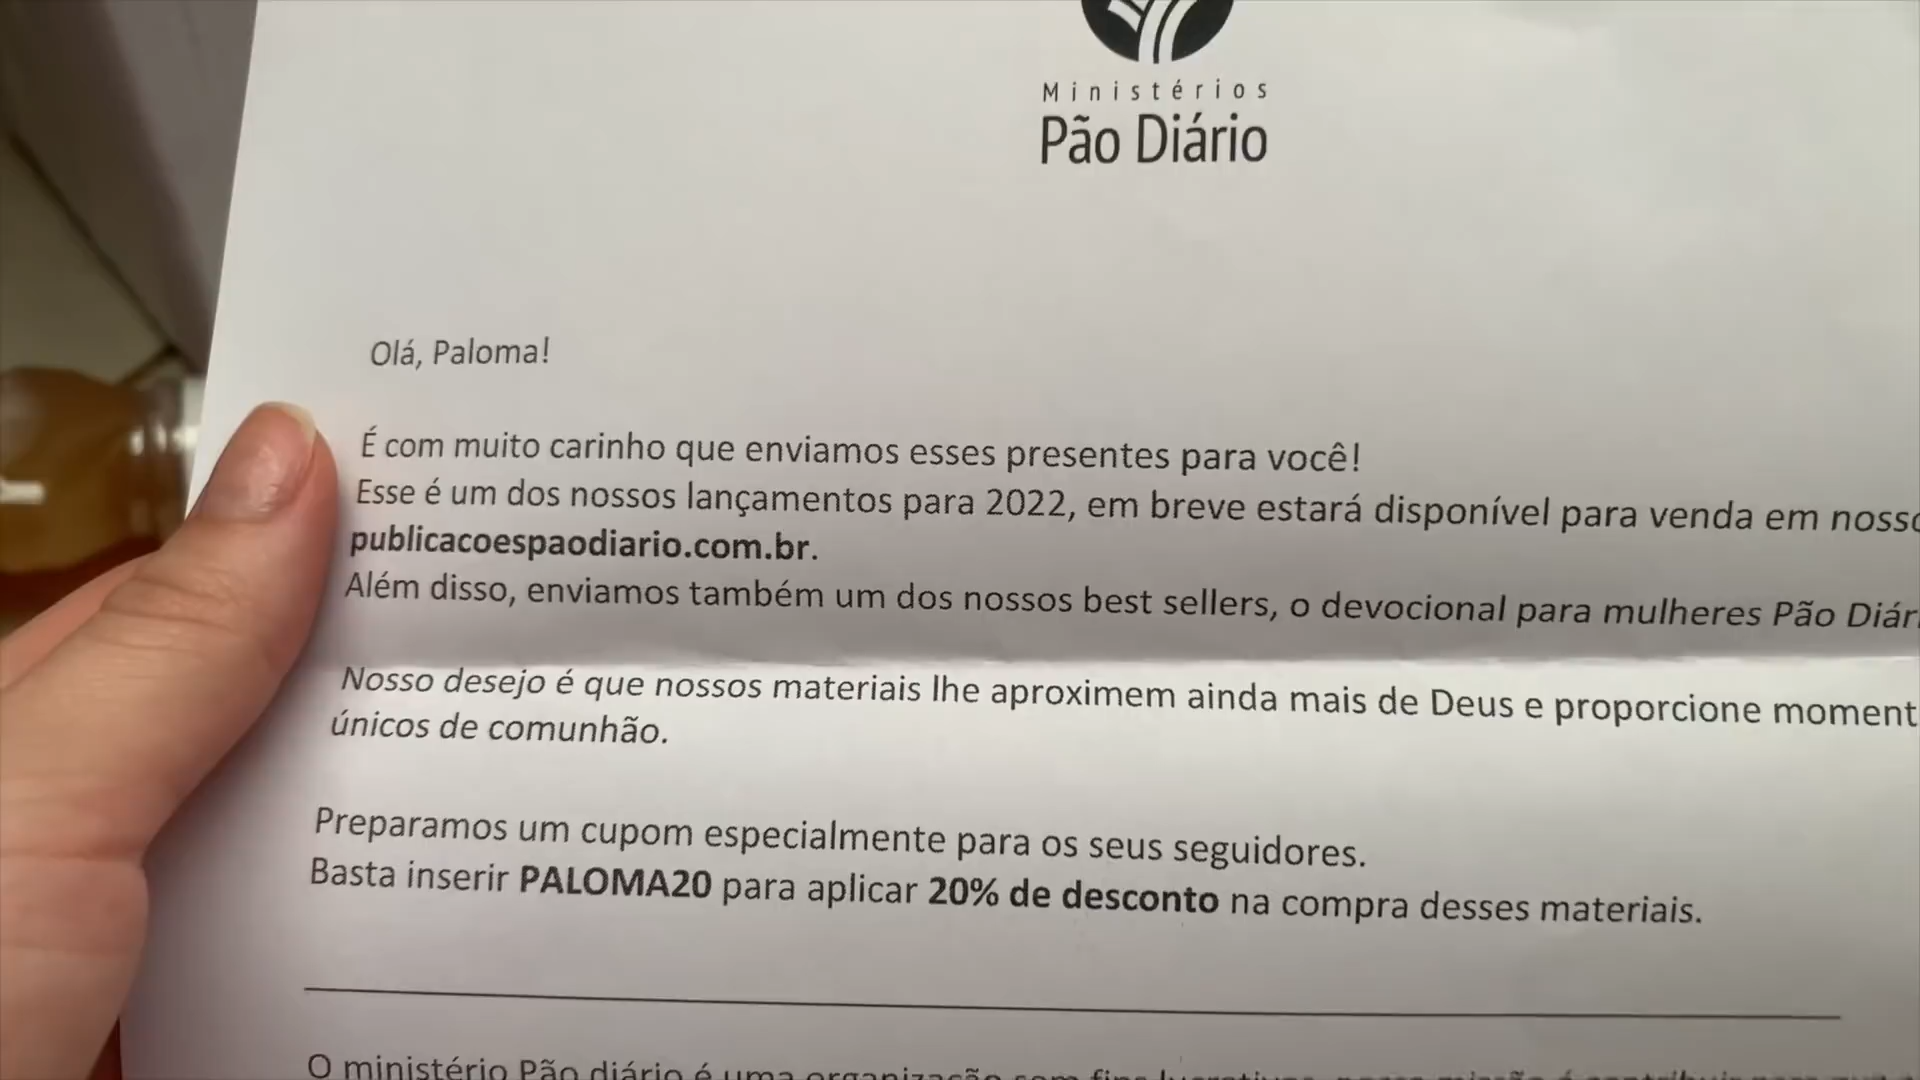 Ministérios
Pão Diário
Olá, Paloma!
É com muito carinho que enviamos esses presentes para você!
Esse é um dos nossos lançamentos para 2022, em breve estará disponível para venda em nosso
publicacoespaodiario.com.br.
Além disso, enviamos também um dos nossos best sellers, o devocional para mulheres Pão Diár
Nosso desejo é que nossos materiais lhe aproximem ainda mais de Deus e proporcione moment
únicos de comunhão.
Preparamos um cupom especialmente para os seus seguidores.
Basta inserir PALOMA20 para aplicar 20% de desconto na compra desses materiais.
O ministério Pão diário é uma organização sem fins lucrativos,